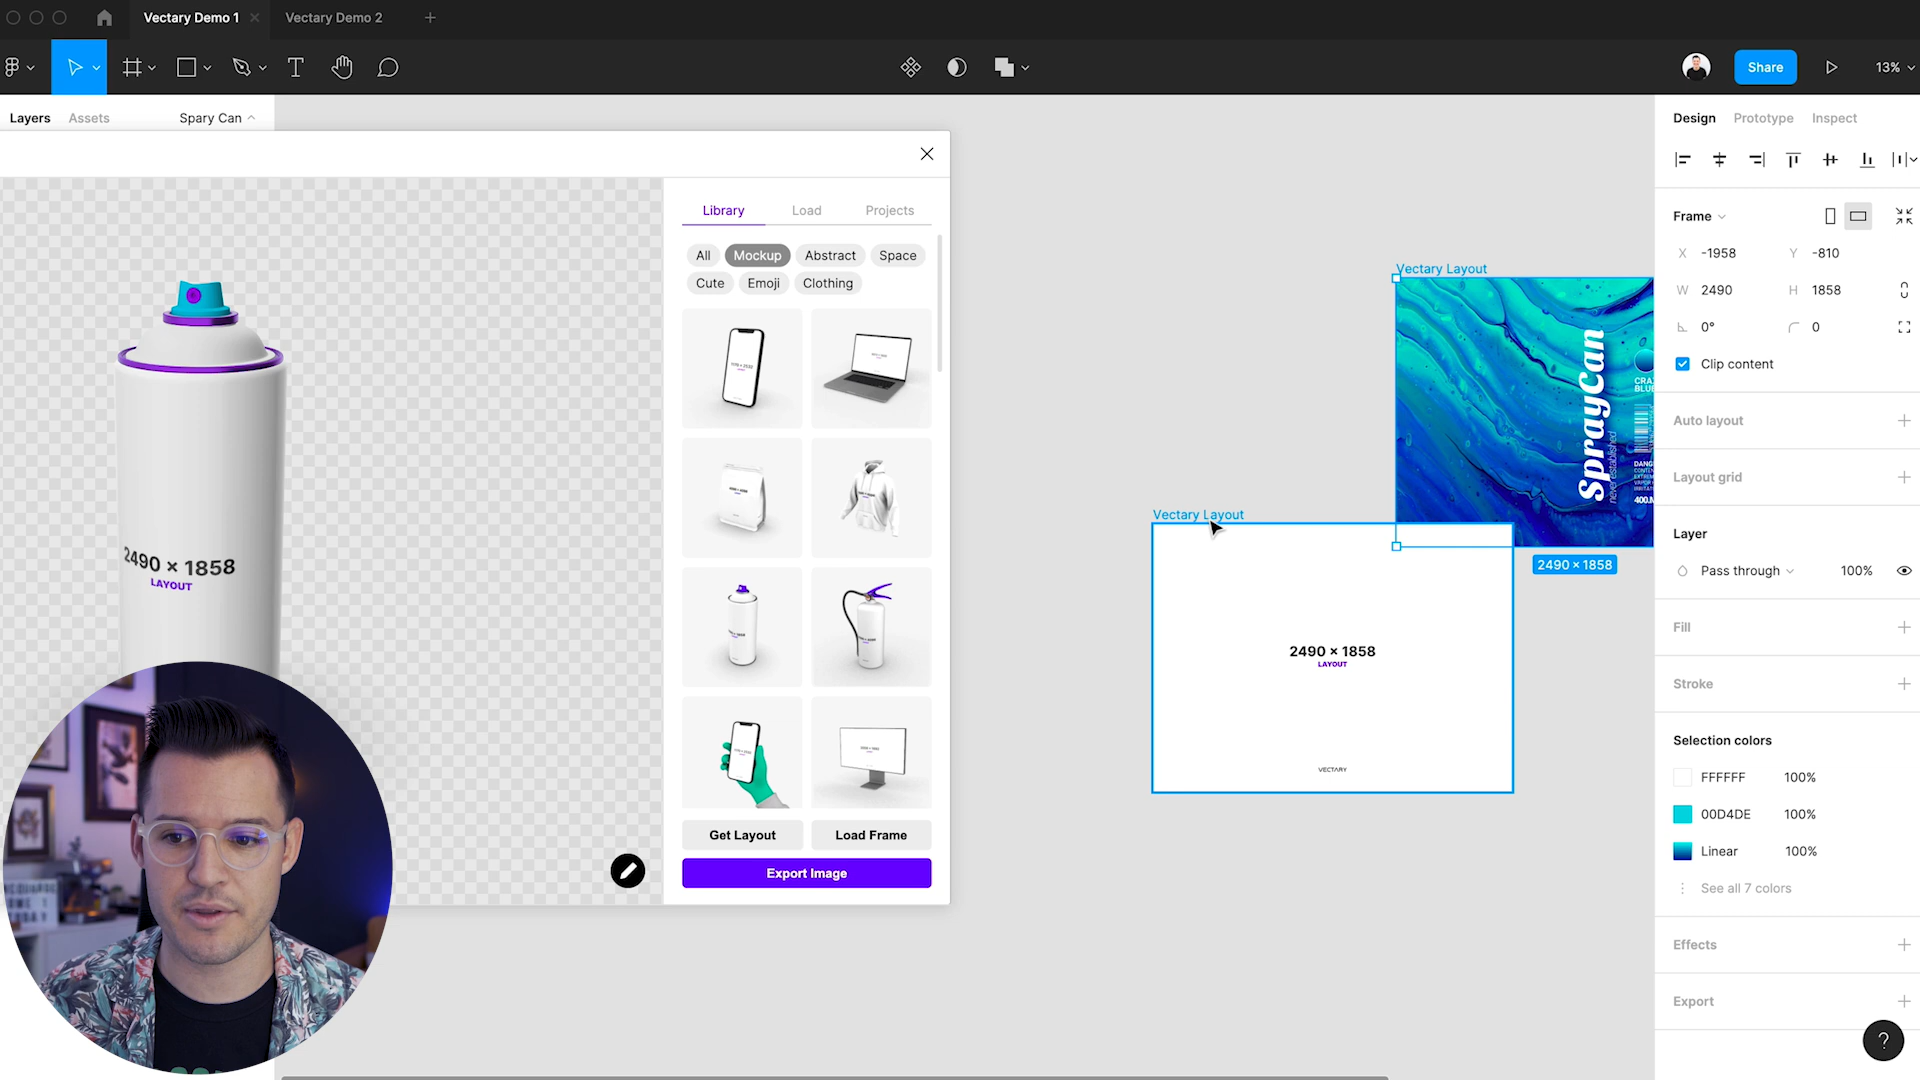 Vectary Demo 1
Vectary Demo 2
Share
13%
Layers
Assets
Spary Can
Design
Prototype
Inspect
Library
Load
Projects
All
Mockup
Abstract
Space
Cute
Emoji
Clothing
2490 × 1858
LAYOUT
Get Layout
Load Frame
Export Image
Vectary Layout
SprayCan
never established
400.
Vectary Layout
2490 × 1858
2490 × 1858
LAYOUT
VECTARY
Frame
X -1958
Y -810
W 2490
H 1858
0°
0
Clip content
Auto layout
Layout grid
Layer
Pass through
100%
Fill
Stroke
Selection colors
FFFFFF 100%
00D4DE 100%
Linear 100%
See all 7 colors
Effects
Export
?